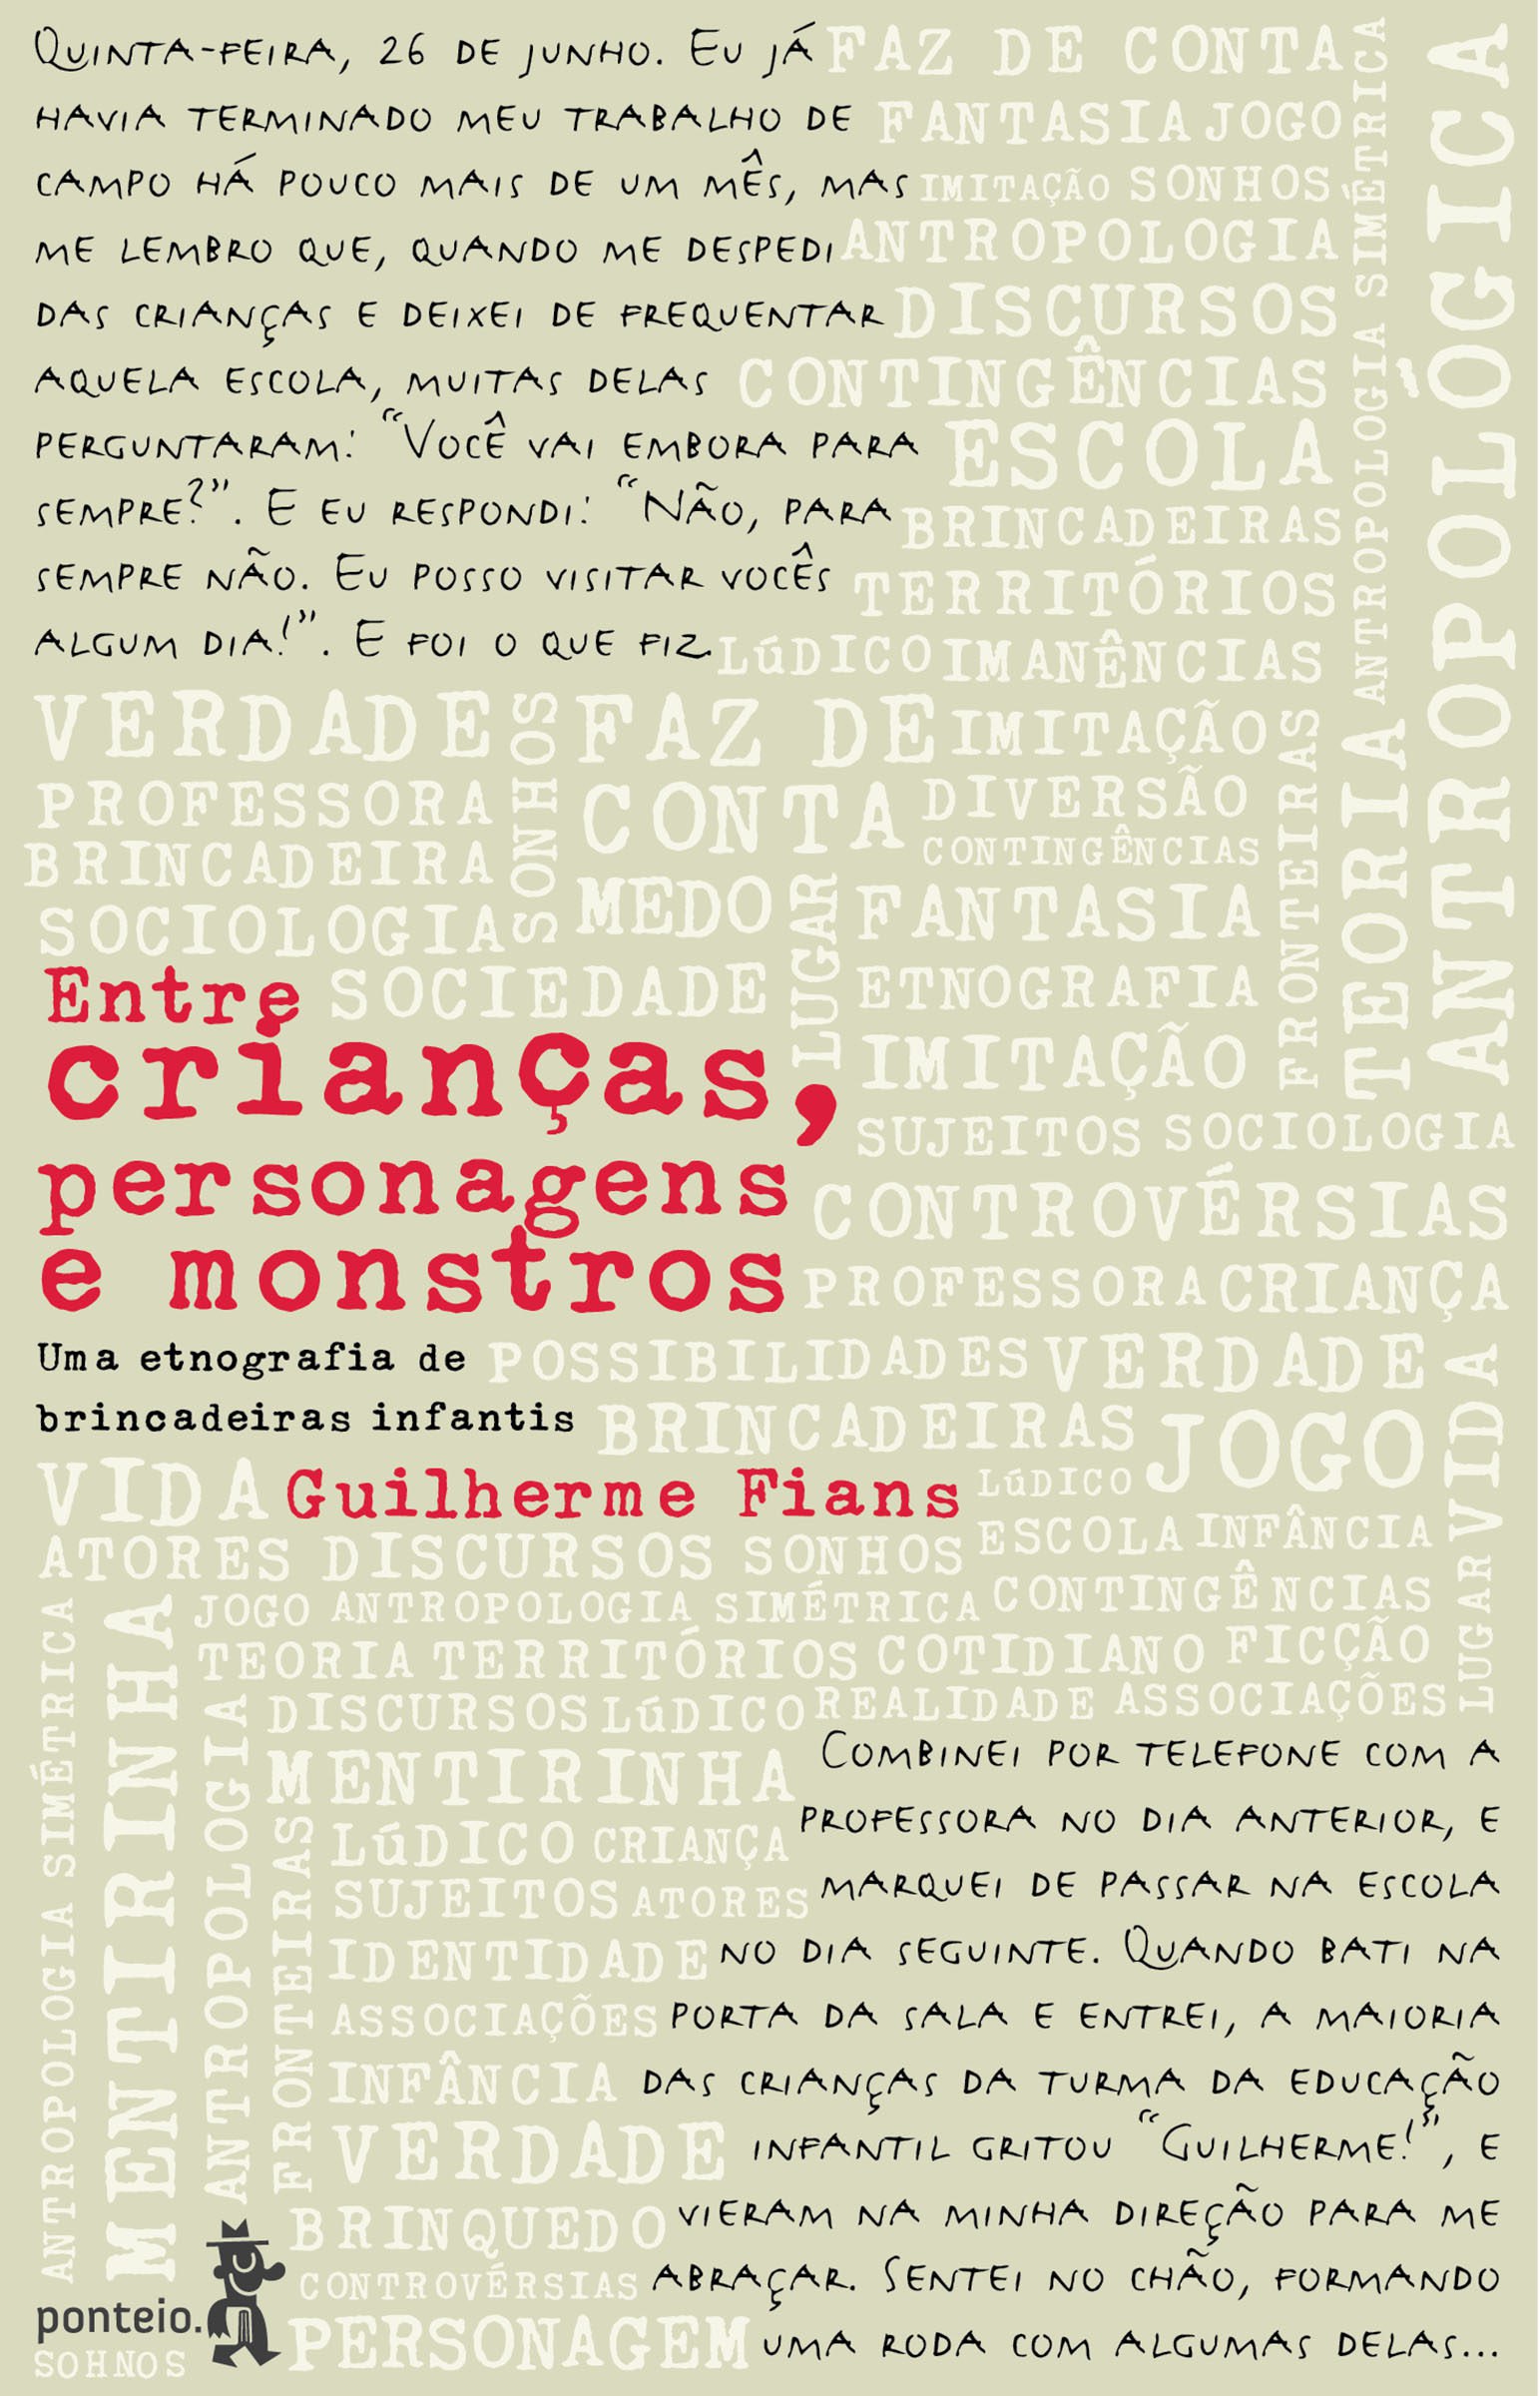 QUINTA-FEIRA, 26 DE JUNHO. EU JÁ FAZ DE CONTA
HAVIA TERMINADO MEU TRABALHO DE FANTASIA JOGO
CAMPO HÁ POUCO MAIS DE UM MÊS, MAS IMITAÇÃO SONHOS
ME LEMBRO QUE, QUANDO ME DESPEDI ANTROPOLOGIA
DAS CRIANÇAS E DEIXEI DE FREQUENTAR DISCURSOS
AQUELA ESCOLA, MUITAS DELAS CONTINGÊNCIAS
PERGUNTARAM: “VOCÊ VAI EMBORA PARA ESCOLA
SEMPRE?”. E EU RESPONDI: “NÃO, PARA BRINCADEIRAS
SEMPRE NÃO. EU POSSO VISITAR VOCÊS TERRITÓRIOS
ALGUM DIA!”. E FOI O QUE FIZ. LÚDICO IMANÊNCIAS
ANTROPOLOGIA SIMÉTRICA
ANTROPOLÓGICA
TEORIA
VERDADE
SONHOS
FAZ DE
IMITAÇÃO
PROFESSORA
CONTA
DIVERSÃO
BRINCADEIRA
CONTINGÊNCIAS
FRONTEIRAS
SOCIOLOGIA
MEDO
LUGAR
FANTASIA
Entre
SOCIEDADE
ETNOGRAFIA
crianças,
IMITAÇÃO
SUJEITOS SOCIOLOGIA
personagens
CONTROVÉRSIAS
e monstros
PROFESSORA CRIANÇA
Uma etnografia de
POSSIBILIDADES VERDADE
VIDA
brincadeiras infantis
BRINCADEIRAS
JOGO
VIDA
Guilherme Fians
LÚDICO
ATORES DISCURSOS SONHOS
ESCOLA INFÂNCIA
JOGO ANTROPOLOGIA SIMÉTRICA
CONTINGÊNCIAS
LUGAR
TEORIA TERRITÓRIOS COTIDIANO FICÇÃO
DISCURSOS LÚDICO REALIDADE ASSOCIAÇÕES
ANTROPOLOGIA SIMÉTRICA
MENTIRINHA
ANTROPOLOGIA
FRONTEIRAS
MENTIRINHA COMBINEI POR TELEFONE COM A
LÚDICO CRIANÇA PROFESSORA NO DIA ANTERIOR, E
SUJEITOS ATORES MARQUEI DE PASSAR NA ESCOLA
IDENTIDADE NO DIA SEGUINTE. QUANDO BATI NA
ASSOCIAÇÕES PORTA DA SALA E ENTREI, A MAIORIA
INFÂNCIA DAS CRIANÇAS DA TURMA DA EDUCAÇÃO
VERDADE INFANTIL GRITOU “GUILHERME!”, E
BRINQUEDO VIERAM NA MINHA DIREÇÃO PARA ME
CONTROVÉRSIAS ABRAÇAR. SENTEI NO CHÃO, FORMANDO
PERSONAGEM UMA RODA COM ALGUMAS DELAS...
ponteio.
SOHNOS